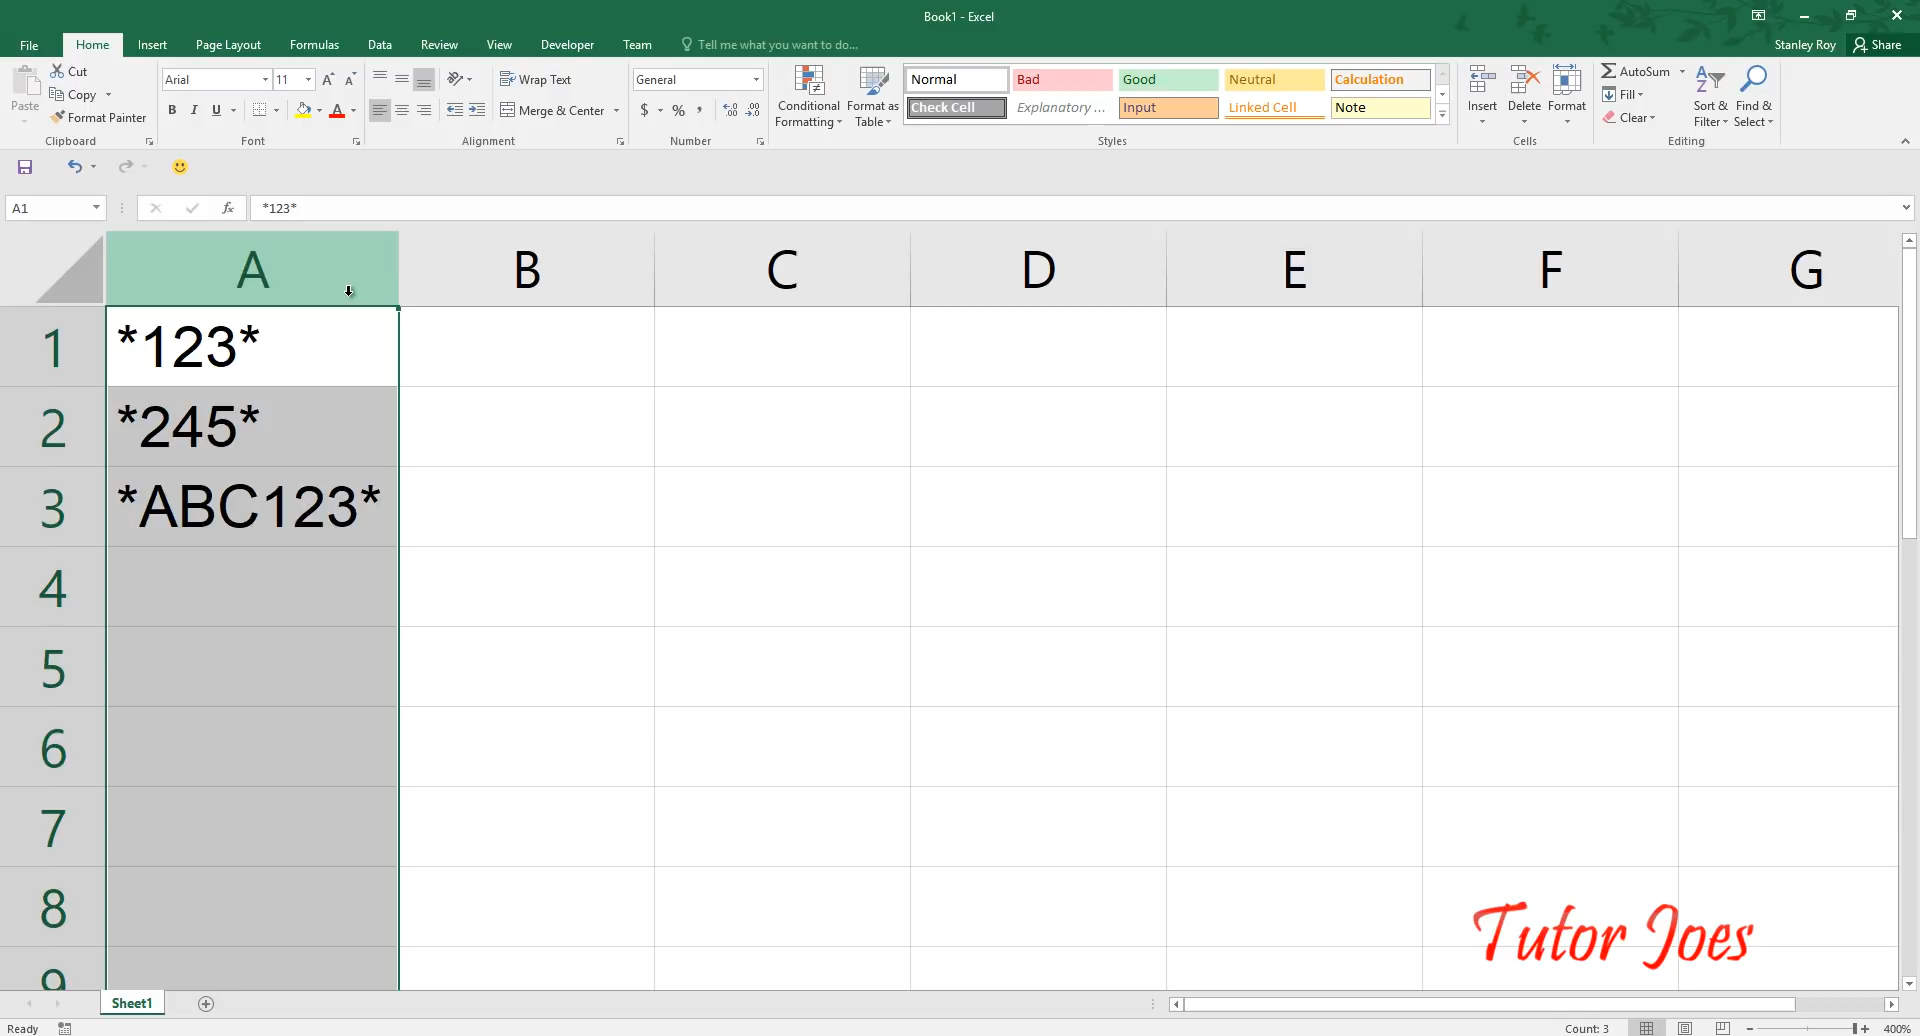 Book1 - Excel
File Home Insert Page Layout Formulas Data Review View Developer Team Tell me what you want to do... Stanley Roy Share
Paste Cut
Copy
Format Painter
Clipboard
Arial 11
B I U
Font
Wrap Text
Merge & Center
Alignment
General
$ % ,
Number
Conditional
Formatting
Format as
Table
Normal Bad Good Neutral Calculation
Check Cell Explanatory ... Input Linked Cell Note
Styles
Insert Delete Format
Cells
AutoSum
Fill
Clear
Sort &
Filter
Find &
Select
Editing
A1 fx *123*
A B C D E F G
1 *123*
2 *245*
3 *ABC123*
4
5
6
7
8
9
Tutor Joes
Sheet1
Ready Count: 3 400%